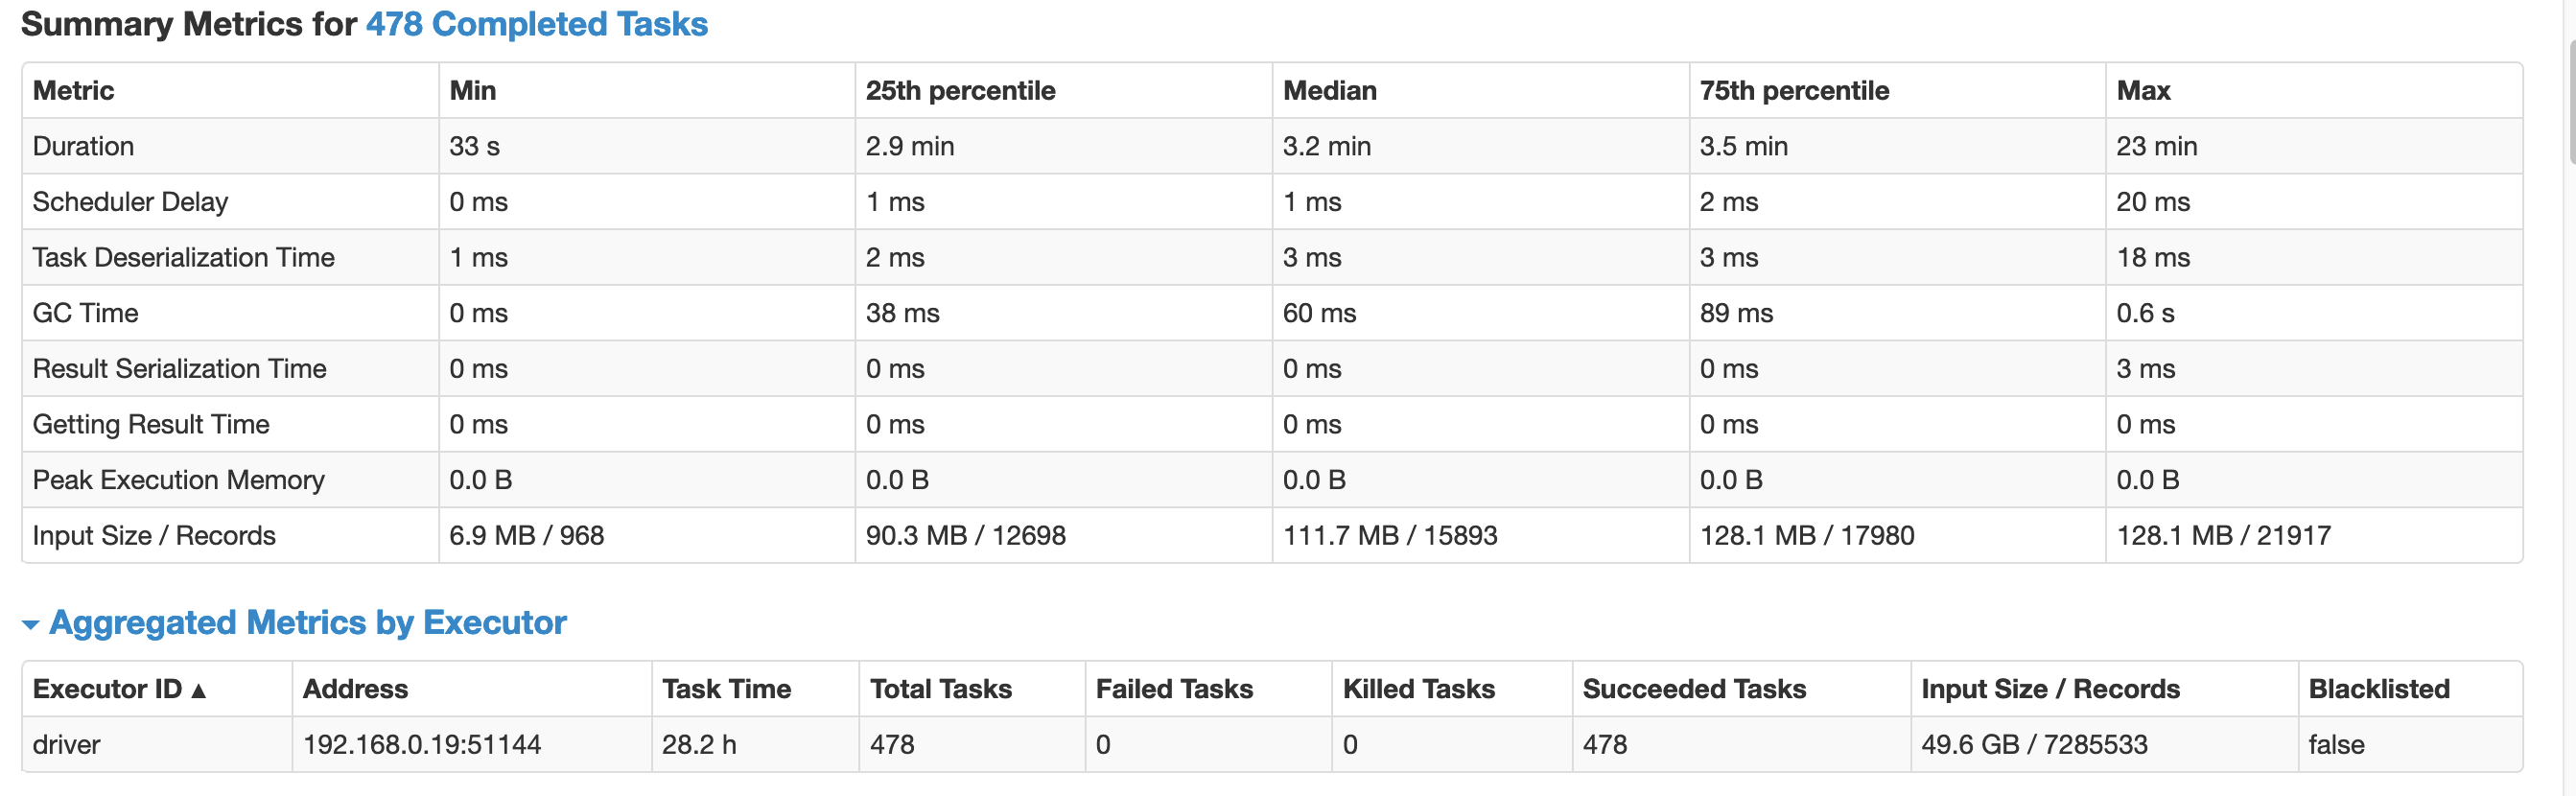 Summary Metrics for 478 Completed Tasks
Metric Min 25th percentile Median 75th percentile Max
Duration 33 s 2.9 min 3.2 min 3.5 min 23 min
Scheduler Delay 0 ms 1 ms 1 ms 2 ms 20 ms
Task Deserialization Time 1 ms 2 ms 3 ms 3 ms 18 ms
GC Time 0 ms 38 ms 60 ms 89 ms 0.6 s
Result Serialization Time 0 ms 0 ms 0 ms 0 ms 3 ms
Getting Result Time 0 ms 0 ms 0 ms 0 ms 0 ms
Peak Execution Memory 0.0 B 0.0 B 0.0 B 0.0 B 0.0 B
Input Size / Records 6.9 MB / 968 90.3 MB / 12698 111.7 MB / 15893 128.1 MB / 17980 128.1 MB / 21917
Aggregated Metrics by Executor
Executor ID ▲ Address Task Time Total Tasks Failed Tasks Killed Tasks Succeeded Tasks Input Size / Records Blacklisted
driver 192.168.0.19:51144 28.2 h 478 0 0 478 49.6 GB / 7285533 false